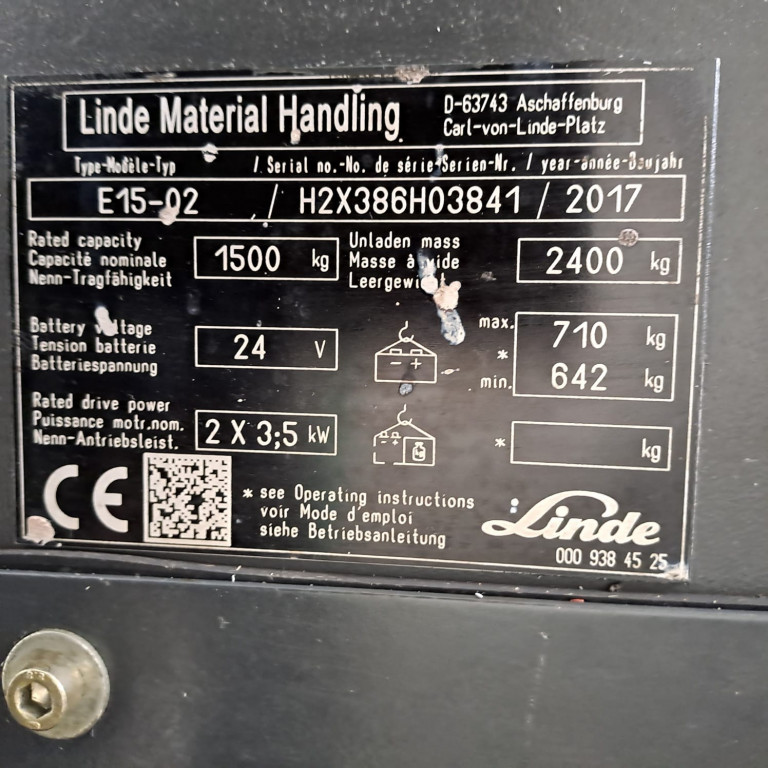 Linde Material Handling
D-63743 Aschaffenburg
Carl-von-Linde-Platz
Type-Modèle-Typ / Serial no.-No. de série-Serien-Nr. / year-année-Baujahr
E15-02 / H2X386H03841 / 2017
Rated capacity
Capacité nominale
Nenn-Tragfähigkeit
1500 kg
Unladen mass
Masse à vide
Leergewicht
2400 kg
Battery voltage
Tension batterie
Batteriespannung
24 V
- +
max. 710 kg
*
min. 642 kg
Rated drive power
Puissance motr.nom.
Nenn-Antriebsleist.
2 X 3;5 kW
- +
kg
* kg
CE
* see Operating instructions
voir Mode d'emploi
siehe Betriebsanleitung
Linde
000 938 45 25